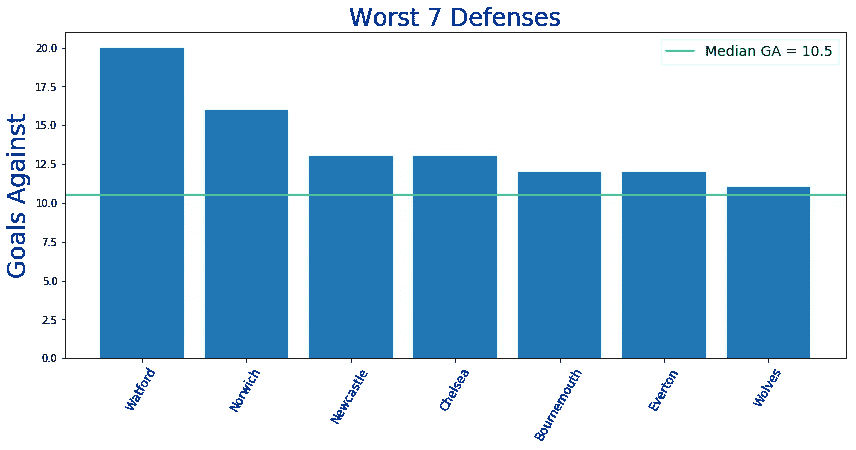 Worst 7 Defenses
Goals Against
20.0
17.5
15.0
12.5
10.0
7.5
5.0
2.5
0.0
Median GA = 10.5
Watford
Norwich
Newcastle
Chelsea
Bournemouth
Everton
Wolves